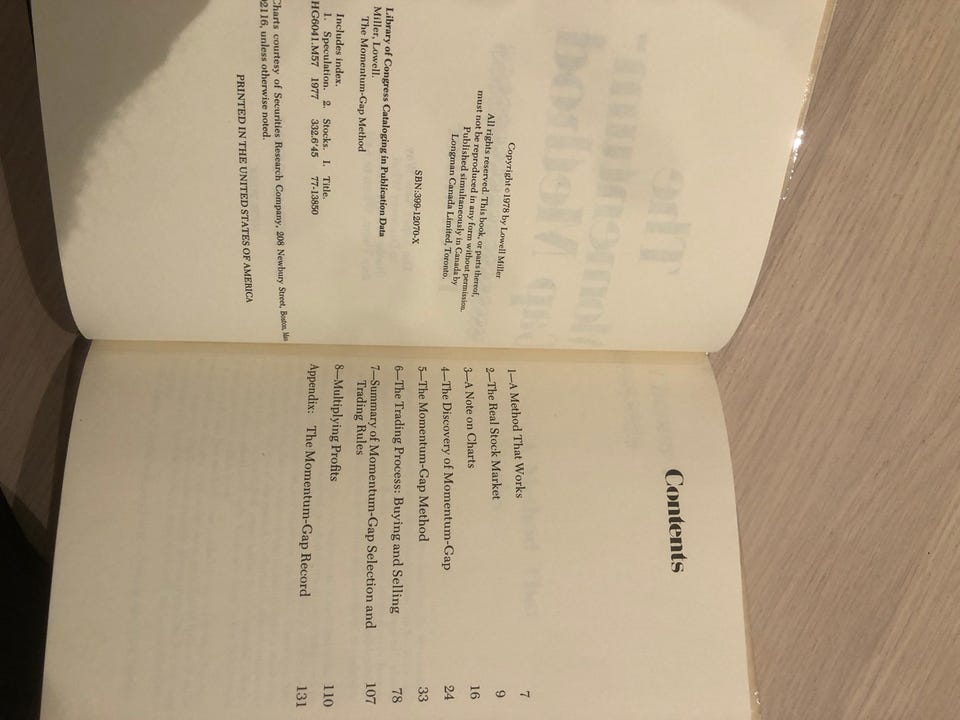 Copyright © 1978 by Lowell Miller
All rights reserved. This book, or parts thereof,
must not be reproduced in any form without permission.
Published simultaneously in Canada by
Longman Canada Limited, Toronto.
SBN:399-12070-X
Library of Congress Cataloging in Publication Data
Miller, Lowell.
The Momentum-Gap Method
Includes index.
1. Speculation. 2. Stocks. I. Title.
HG6041.M57 1977 332.6'45 77-13850
Charts courtesy of Securities Research Company, 208 Newbury Street, Boston,
02116, unless otherwise noted.
PRINTED IN THE UNITED STATES OF AMERICA
Contents
1—A Method That Works 7
2—The Real Stock Market 9
3—A Note on Charts 16
4—The Discovery of Momentum-Gap 24
5—The Momentum-Gap Method 33
6—The Trading Process: Buying and Selling 78
7—Summary of Momentum-Gap Selection and
Trading Rules 107
8—Multiplying Profits 110
Appendix: The Momentum-Gap Record 131